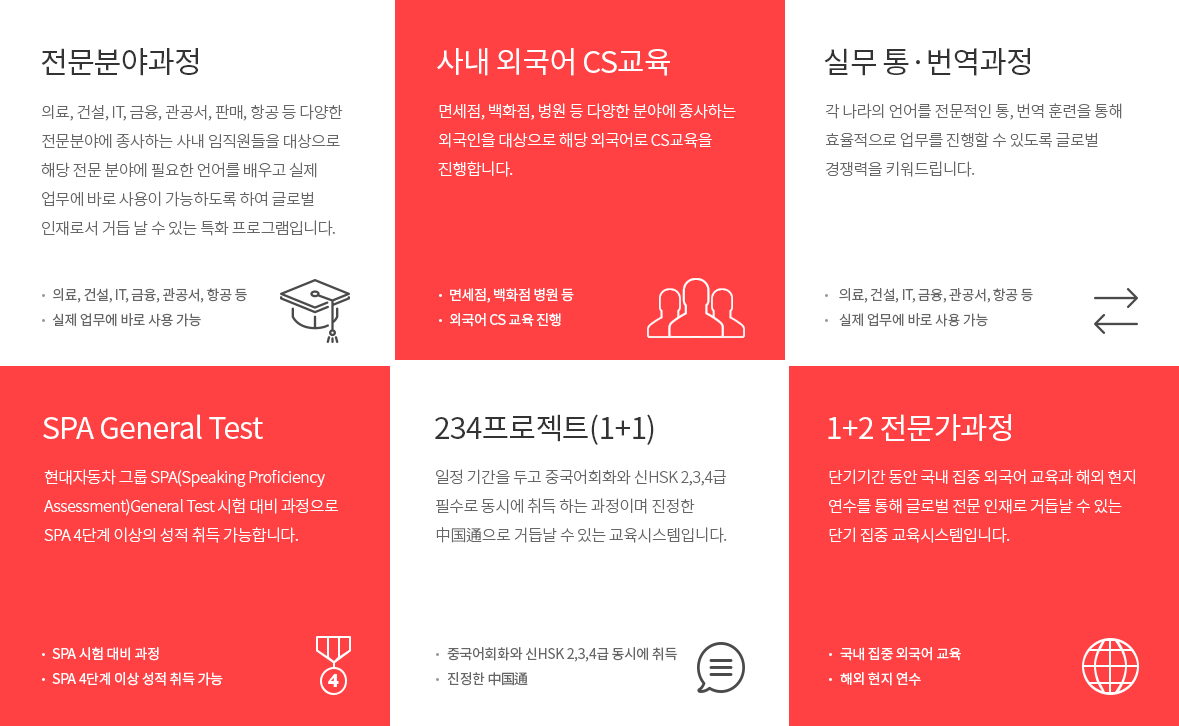 전문분야과정
의료, 건설, IT, 금융, 관공서, 판매, 항공 등 다양한
전문분야에 종사하는 사내 임직원들을 대상으로
해당 전문 분야에 필요한 언어를 배우고 실제
업무에 바로 사용이 가능하도록 하여 글로벌
인재로서 거듭 날 수 있는 특화 프로그램입니다.
• 의료, 건설, IT, 금융, 관공서, 항공 등
• 실제 업무에 바로 사용 가능
사내 외국어 CS교육
면세점, 백화점, 병원 등 다양한 분야에 종사하는
외국인을 대상으로 해당 외국어로 CS교육을
진행합니다.
• 면세점, 백화점 병원 등
• 외국어 CS 교육 진행
실무 통·번역과정
각 나라의 언어를 전문적인 통, 번역 훈련을 통해
효율적으로 업무를 진행할 수 있도록 글로벌
경쟁력을 키워드립니다.
• 의료, 건설, IT, 금융, 관공서, 항공 등
• 실제 업무에 바로 사용 가능
SPA General Test
현대자동차 그룹 SPA(Speaking Proficiency
Assessment)General Test 시험 대비 과정으로
SPA 4단계 이상의 성적 취득 가능합니다.
• SPA 시험 대비 과정
• SPA 4단계 이상 성적 취득 가능
4
234프로젝트(1+1)
일정 기간을 두고 중국어회화와 신HSK 2,3,4급
필수로 동시에 취득 하는 과정이며 진정한
中国通으로 거듭날 수 있는 교육시스템입니다.
• 중국어회화와 신HSK 2,3,4급 동시에 취득
• 진정한 中国通
1+2 전문가과정
단기기간 동안 국내 집중 외국어 교육과 해외 현지
연수를 통해 글로벌 전문 인재로 거듭날 수 있는
단기 집중 교육시스템입니다.
• 국내 집중 외국어 교육
• 해외 현지 연수